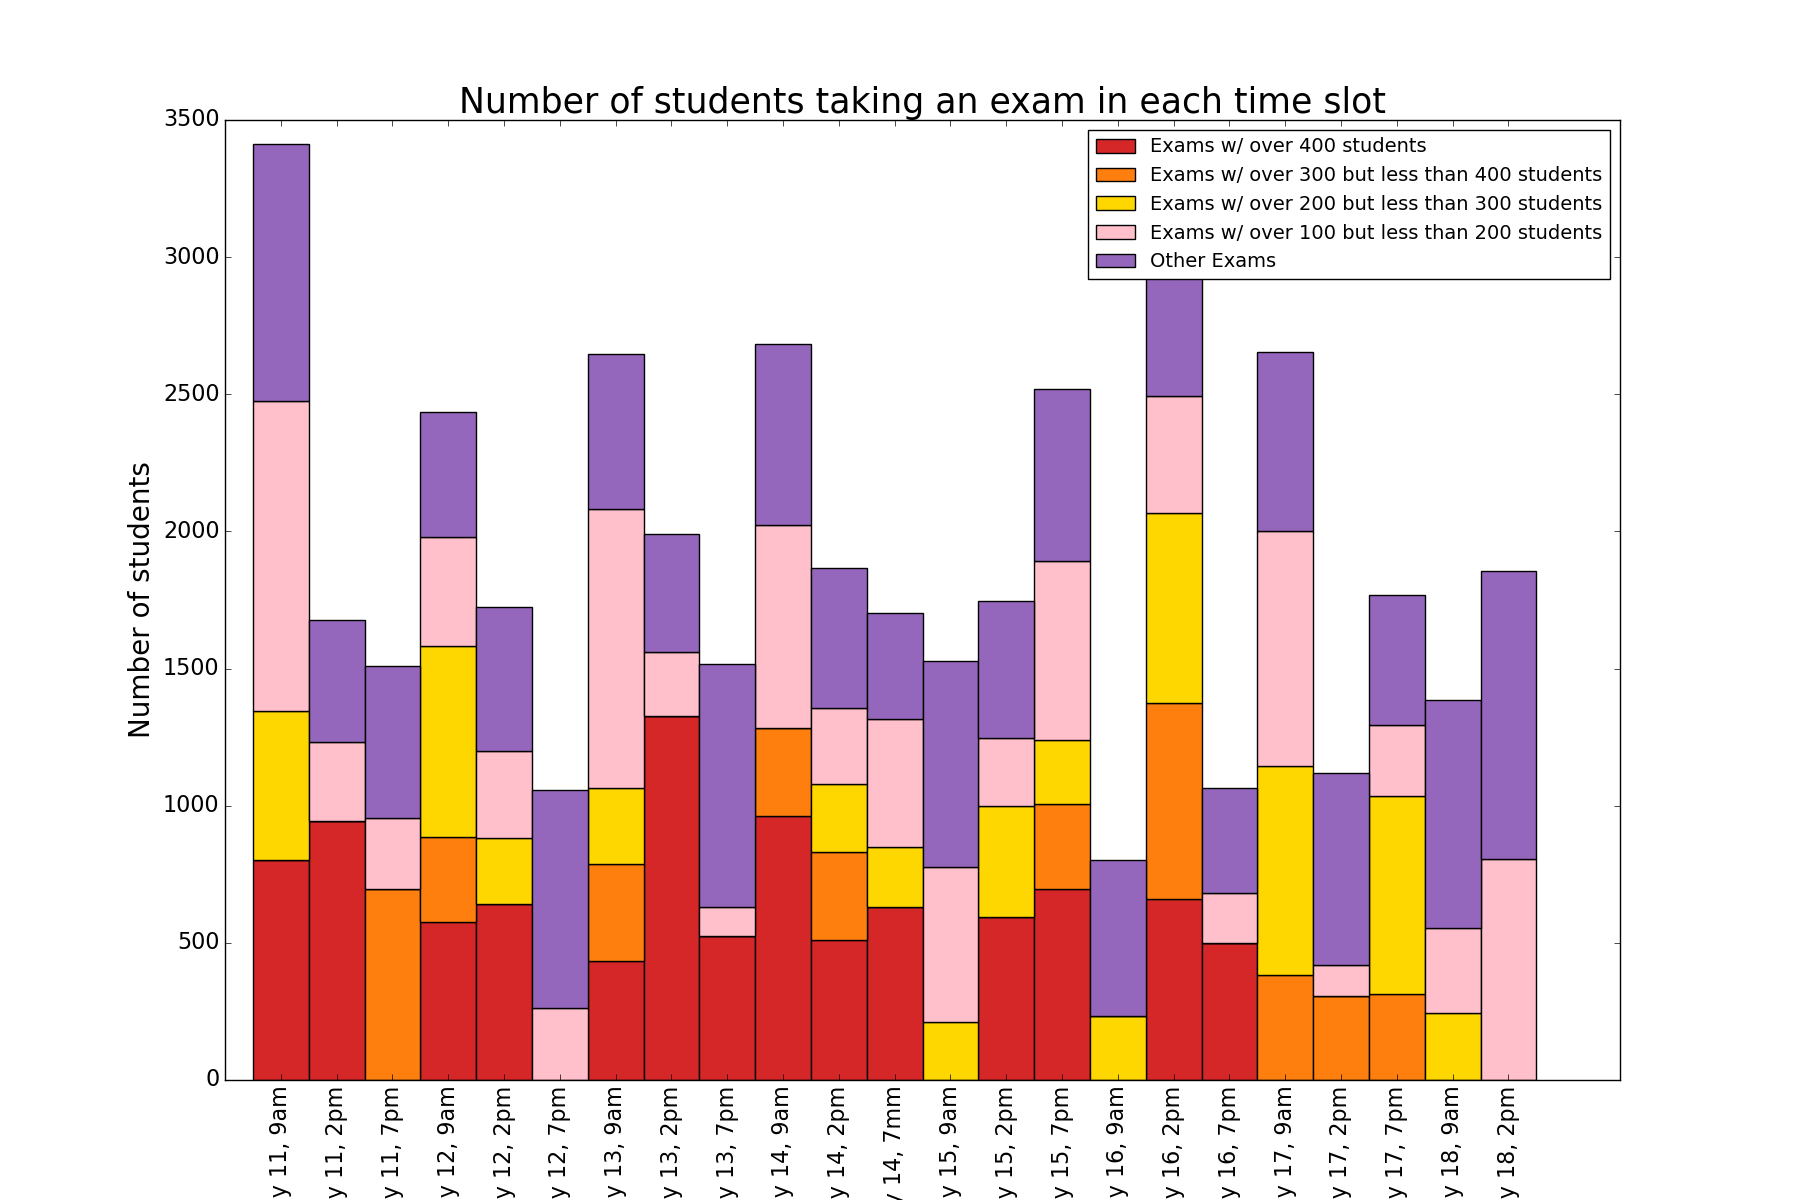 Number of students taking an exam in each time slot
Exams w/ over 400 students
Exams w/ over 300 but less than 400 students
Exams w/ over 200 but less than 300 students
Exams w/ over 100 but less than 200 students
Other Exams
Number of students
3500
3000
2500
2000
1500
1000
500
0
y 11, 9am
y 11, 2pm
y 11, 7pm
y 12, 9am
y 12, 2pm
y 12, 7pm
y 13, 9am
y 13, 2pm
y 13, 7pm
y 14, 9am
y 14, 2pm
y 14, 7mm
y 15, 9am
y 15, 2pm
y 15, 7pm
y 16, 9am
y 16, 2pm
y 16, 7pm
y 17, 9am
y 17, 2pm
y 17, 7pm
y 18, 9am
y 18, 2pm